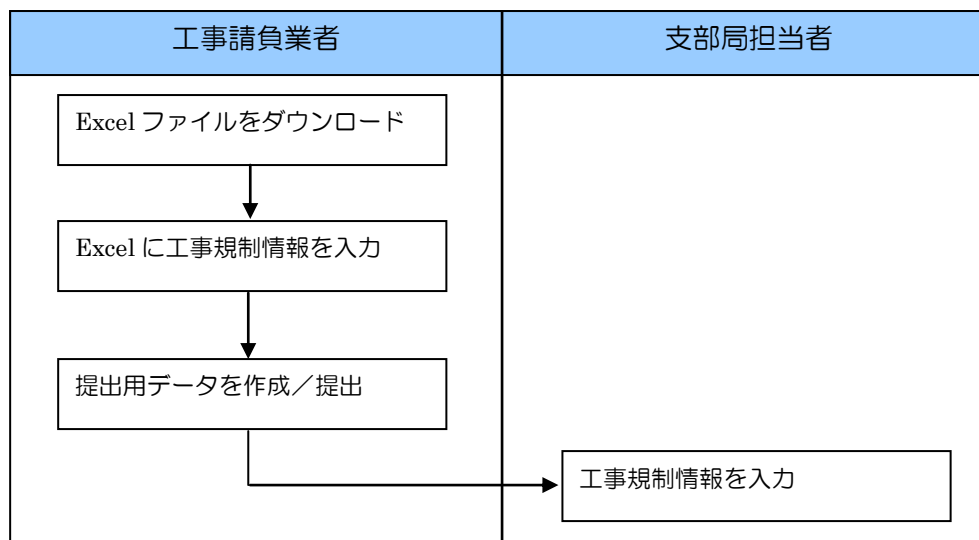 工事請負業者
支部局担当者
Excel ファイルをダウンロード
Excel に工事規制情報を入力
提出用データを作成／提出
工事規制情報を入力